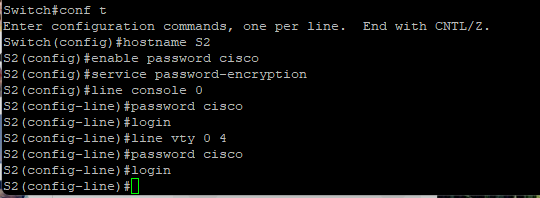 Switch#conf t
Enter configuration commands, one per line.  End with CNTL/Z.
Switch(config)#hostname S2
S2(config)#enable password cisco
S2(config)#service password-encryption
S2(config)#line console 0
S2(config-line)#password cisco
S2(config-line)#login
S2(config-line)#line vty 0 4
S2(config-line)#password cisco
S2(config-line)#login
S2(config-line)#